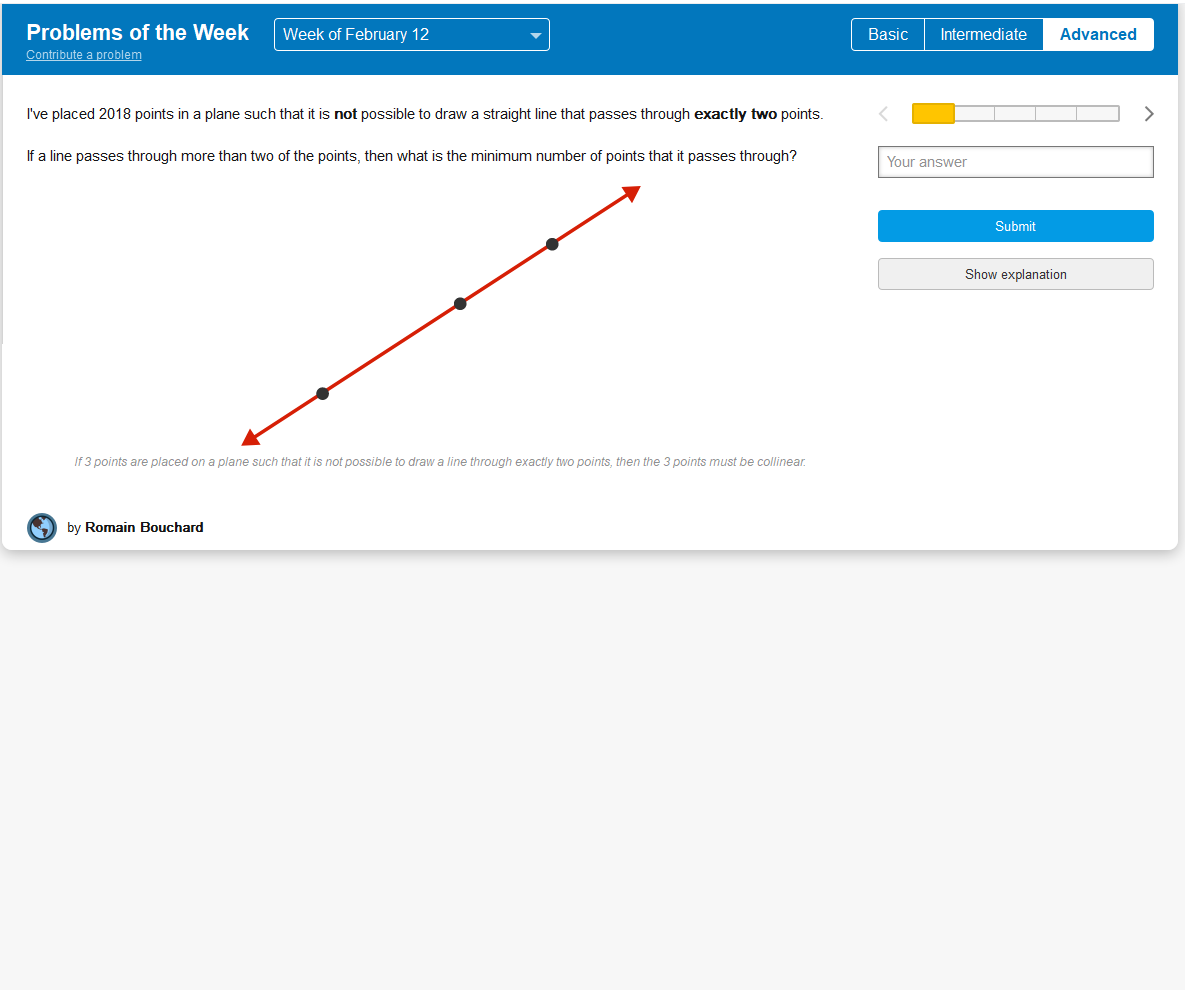 Problems of the Week
Contribute a problem
Week of February 12
Basic
Intermediate
Advanced
I've placed 2018 points in a plane such that it is not possible to draw a straight line that passes through exactly two points.
If a line passes through more than two of the points, then what is the minimum number of points that it passes through?
Your answer
Submit
Show explanation
If 3 points are placed on a plane such that it is not possible to draw a line through exactly two points, then the 3 points must be collinear.
by Romain Bouchard